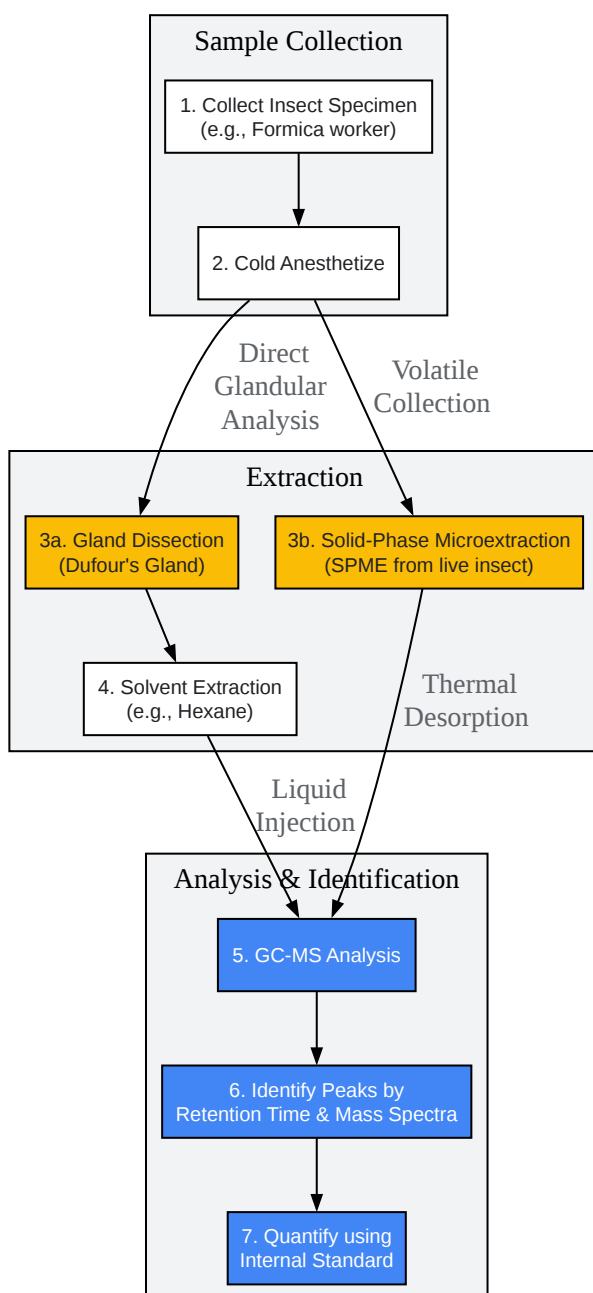 Sample Collection
1. Collect Insect Specimen
(e.g., Formica worker)
2. Cold Anesthetize
Direct
Glandular
Analysis
Volatile
Collection
Extraction
3a. Gland Dissection
(Dufour's Gland)
3b. Solid-Phase Microextraction
(SPME from live insect)
4. Solvent Extraction
(e.g., Hexane)
Thermal
Desorption
Liquid
Injection
Analysis & Identification
5. GC-MS Analysis
6. Identify Peaks by
Retention Time & Mass Spectra
7. Quantify using
Internal Standard